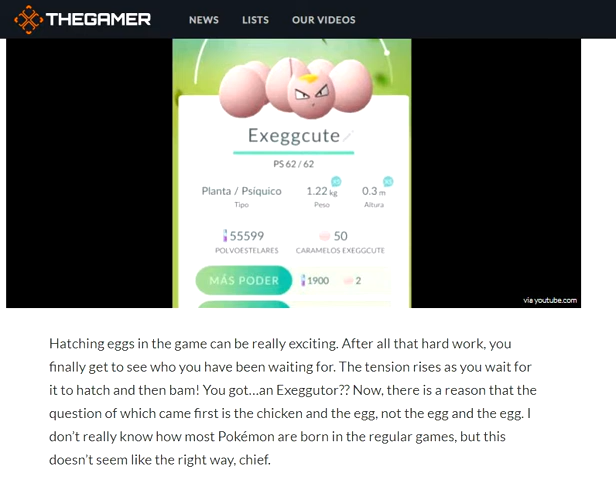 THEGAMER NEWS LISTS OUR VIDEOS
Exeggcute
PS 62 / 62
Planta / Psíquico 1.22 kg 0.3 m
Tipo Peso Altura
55599 50
POLVOESTELARES CARAMELOS EXEGGCUTE
MÁS PODER 1900 2
via youtube.com
Hatching eggs in the game can be really exciting. After all that hard work, you
finally get to see who you have been waiting for. The tension rises as you wait for
it to hatch and then bam! You got...an Exeggutor?? Now, there is a reason that the
question of which came first is the chicken and the egg, not the egg and the egg. I
don't really know how most Pokémon are born in the regular games, but this
doesn't seem like the right way, chief.